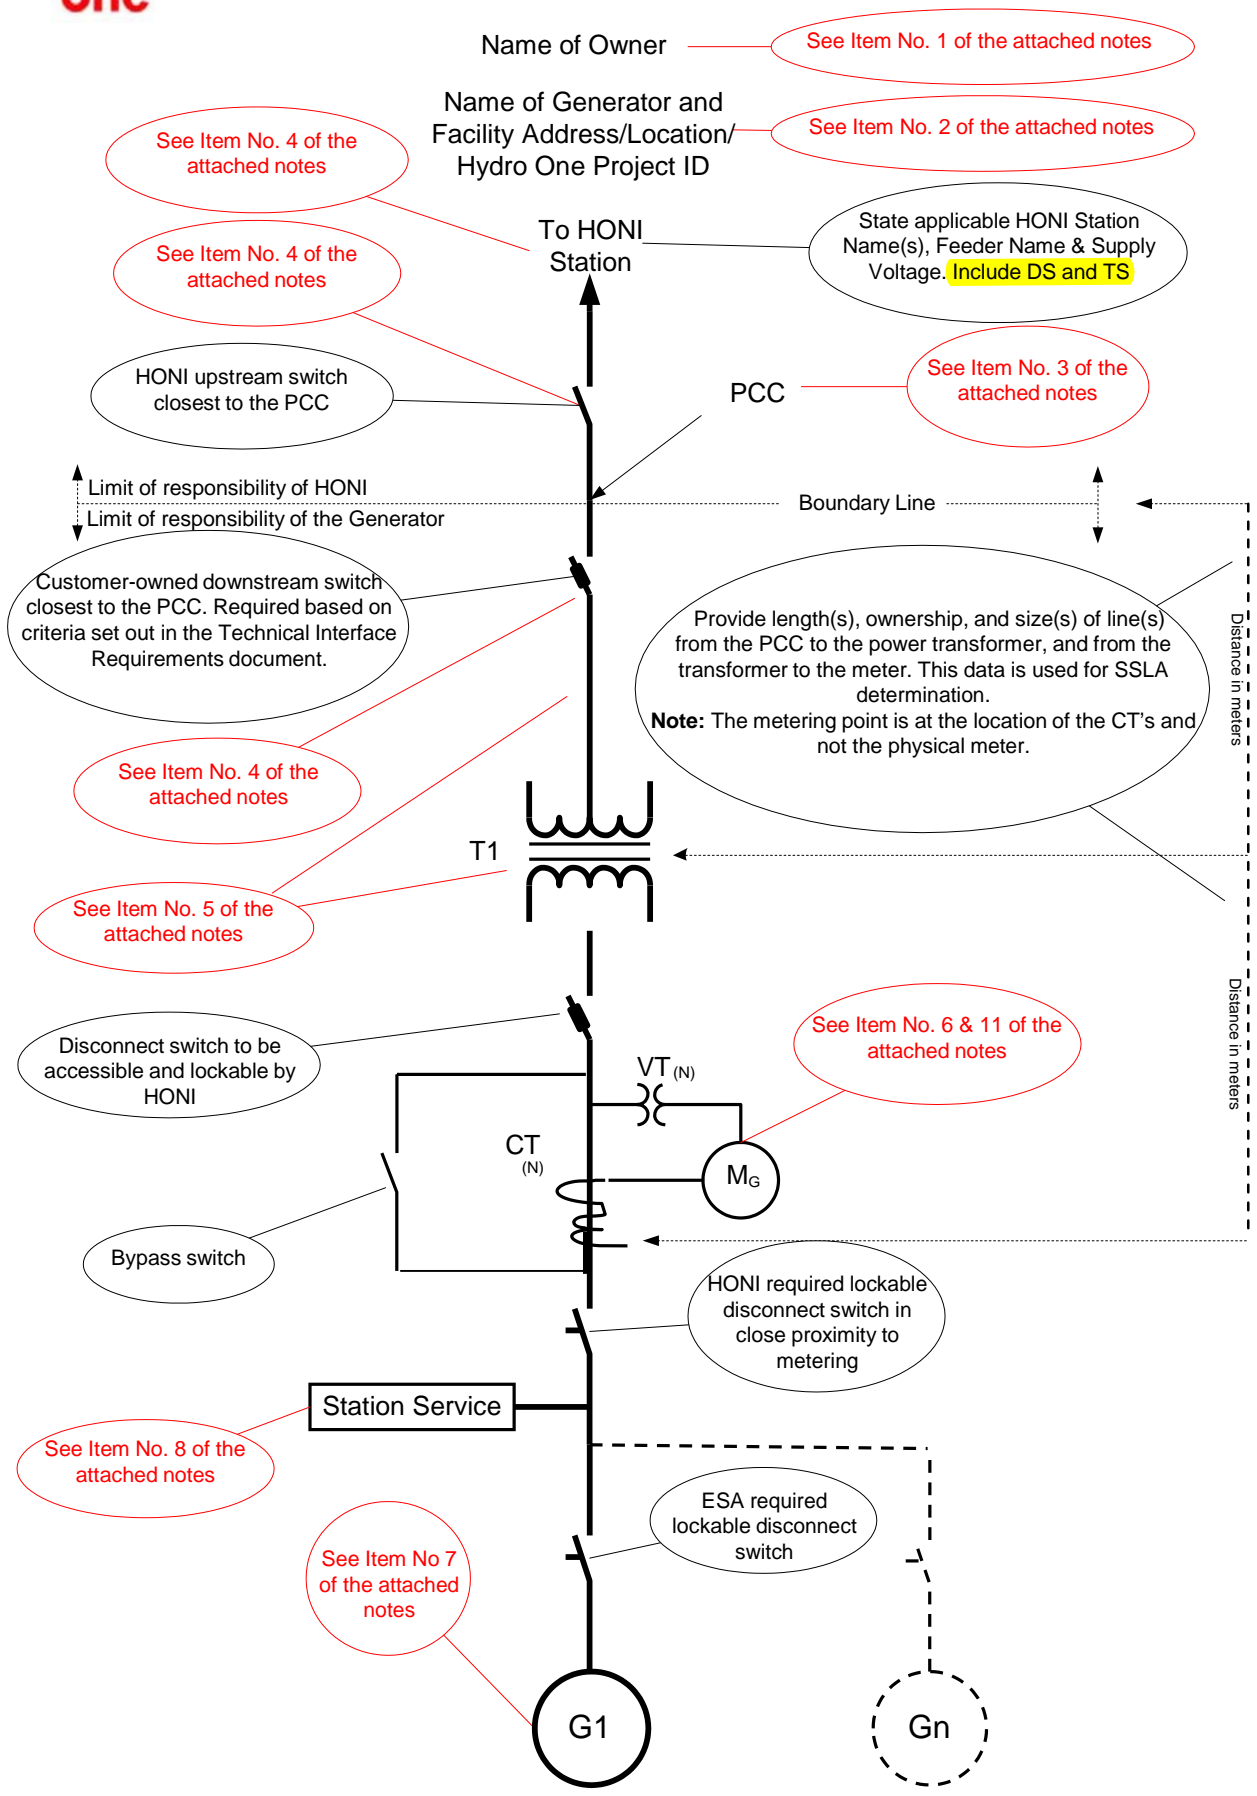 one
Name of Owner
See Item No. 1 of the attached notes
Name of Generator and
Facility Address/Location/
Hydro One Project ID
See Item No. 2 of the attached notes
See Item No. 4 of the
attached notes
To HONI
Station
State applicable HONI Station
Name(s), Feeder Name & Supply
Voltage. Include DS and TS
See Item No. 4 of the
attached notes
HONI upstream switch
closest to the PCC
PCC
See Item No. 3 of the
attached notes
Limit of responsibility of HONI
Boundary Line
Limit of responsibility of the Generator
Customer-owned downstream switch
closest to the PCC. Required based on
criteria set out in the Technical Interface
Requirements document.
Provide length(s), ownership, and size(s) of line(s)
from the PCC to the power transformer, and from the
transformer to the meter. This data is used for SSLA
determination.
Note: The metering point is at the location of the CT's and
not the physical meter.
Distance in meters
See Item No. 4 of the
attached notes
T1
See Item No. 5 of the
attached notes
Distance in meters
See Item No. 6 & 11 of the
attached notes
Disconnect switch to be
accessible and lockable by
HONI
VT (N)
CT
(N)
MG
Bypass switch
HONI required lockable
disconnect switch in
close proximity to
metering
Station Service
See Item No. 8 of the
attached notes
ESA required
lockable disconnect
switch
See Item No 7
of the attached
notes
G1
Gn